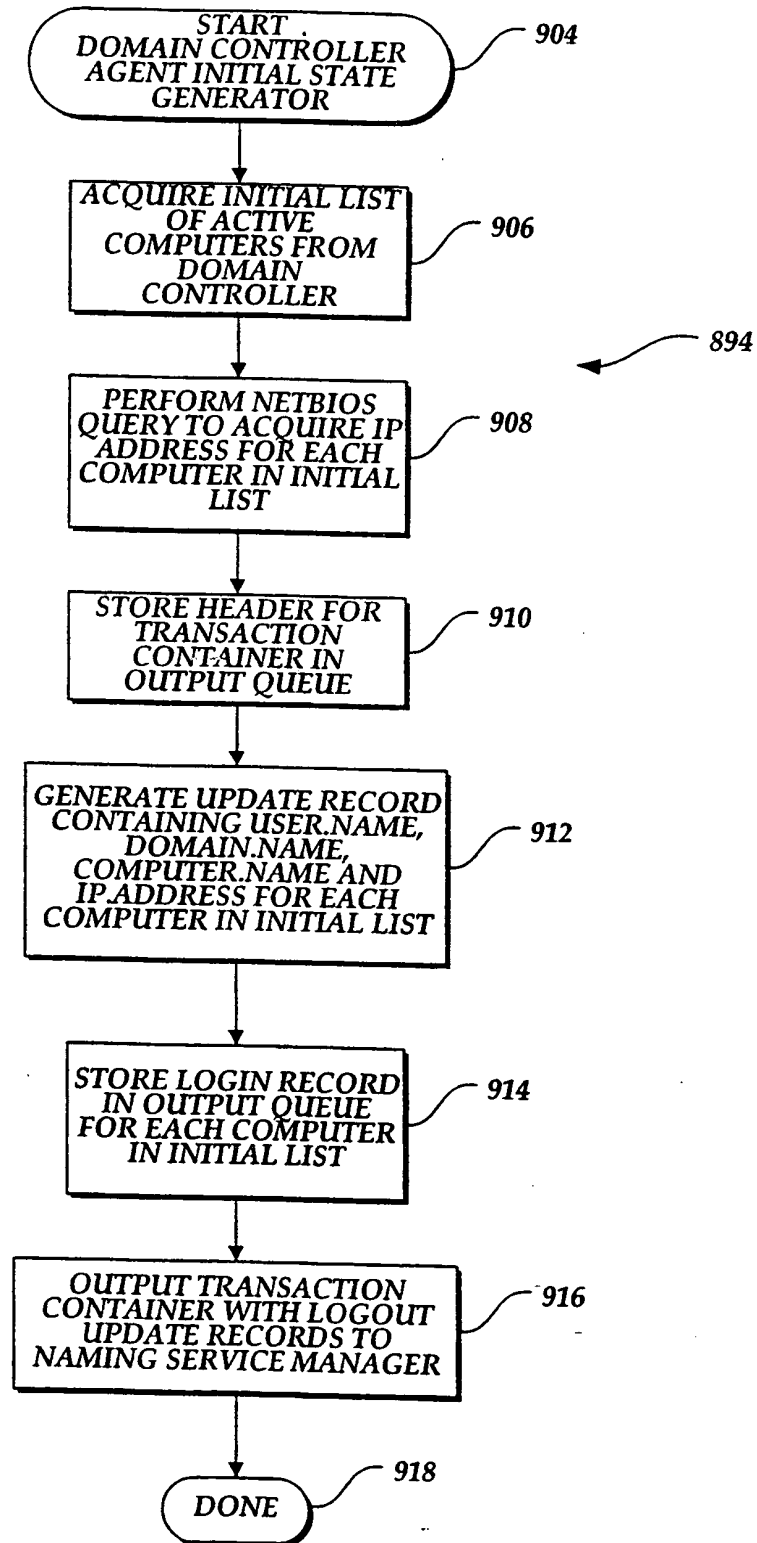 START
DOMAIN CONTROLLER
AGENT INITIAL STATE
GENERATOR
904
ACQUIRE INITIAL LIST
OF ACTIVE
COMPUTERS FROM
DOMAIN
CONTROLLER
906
894
PERFORM NETBIOS
QUERY TO ACQUIRE IP
ADDRESS FOR EACH
COMPUTER IN INITIAL
LIST
908
STORE HEADER FOR
TRANSACTION
CONTAINER IN
OUTPUT QUEUE
910
GENERATE UPDATE RECORD
CONTAINING USER.NAME,
DOMAIN.NAME,
COMPUTER.NAME AND
IP.ADDRESS FOR EACH
COMPUTER IN INITIAL LIST
912
STORE LOGIN RECORD
IN OUTPUT QUEUE
FOR EACH COMPUTER
IN INITIAL LIST
914
OUTPUT TRANSACTION
CONTAINER WITH LOGOUT
UPDATE RECORDS TO
NAMING SERVICE MANAGER
916
DONE
918